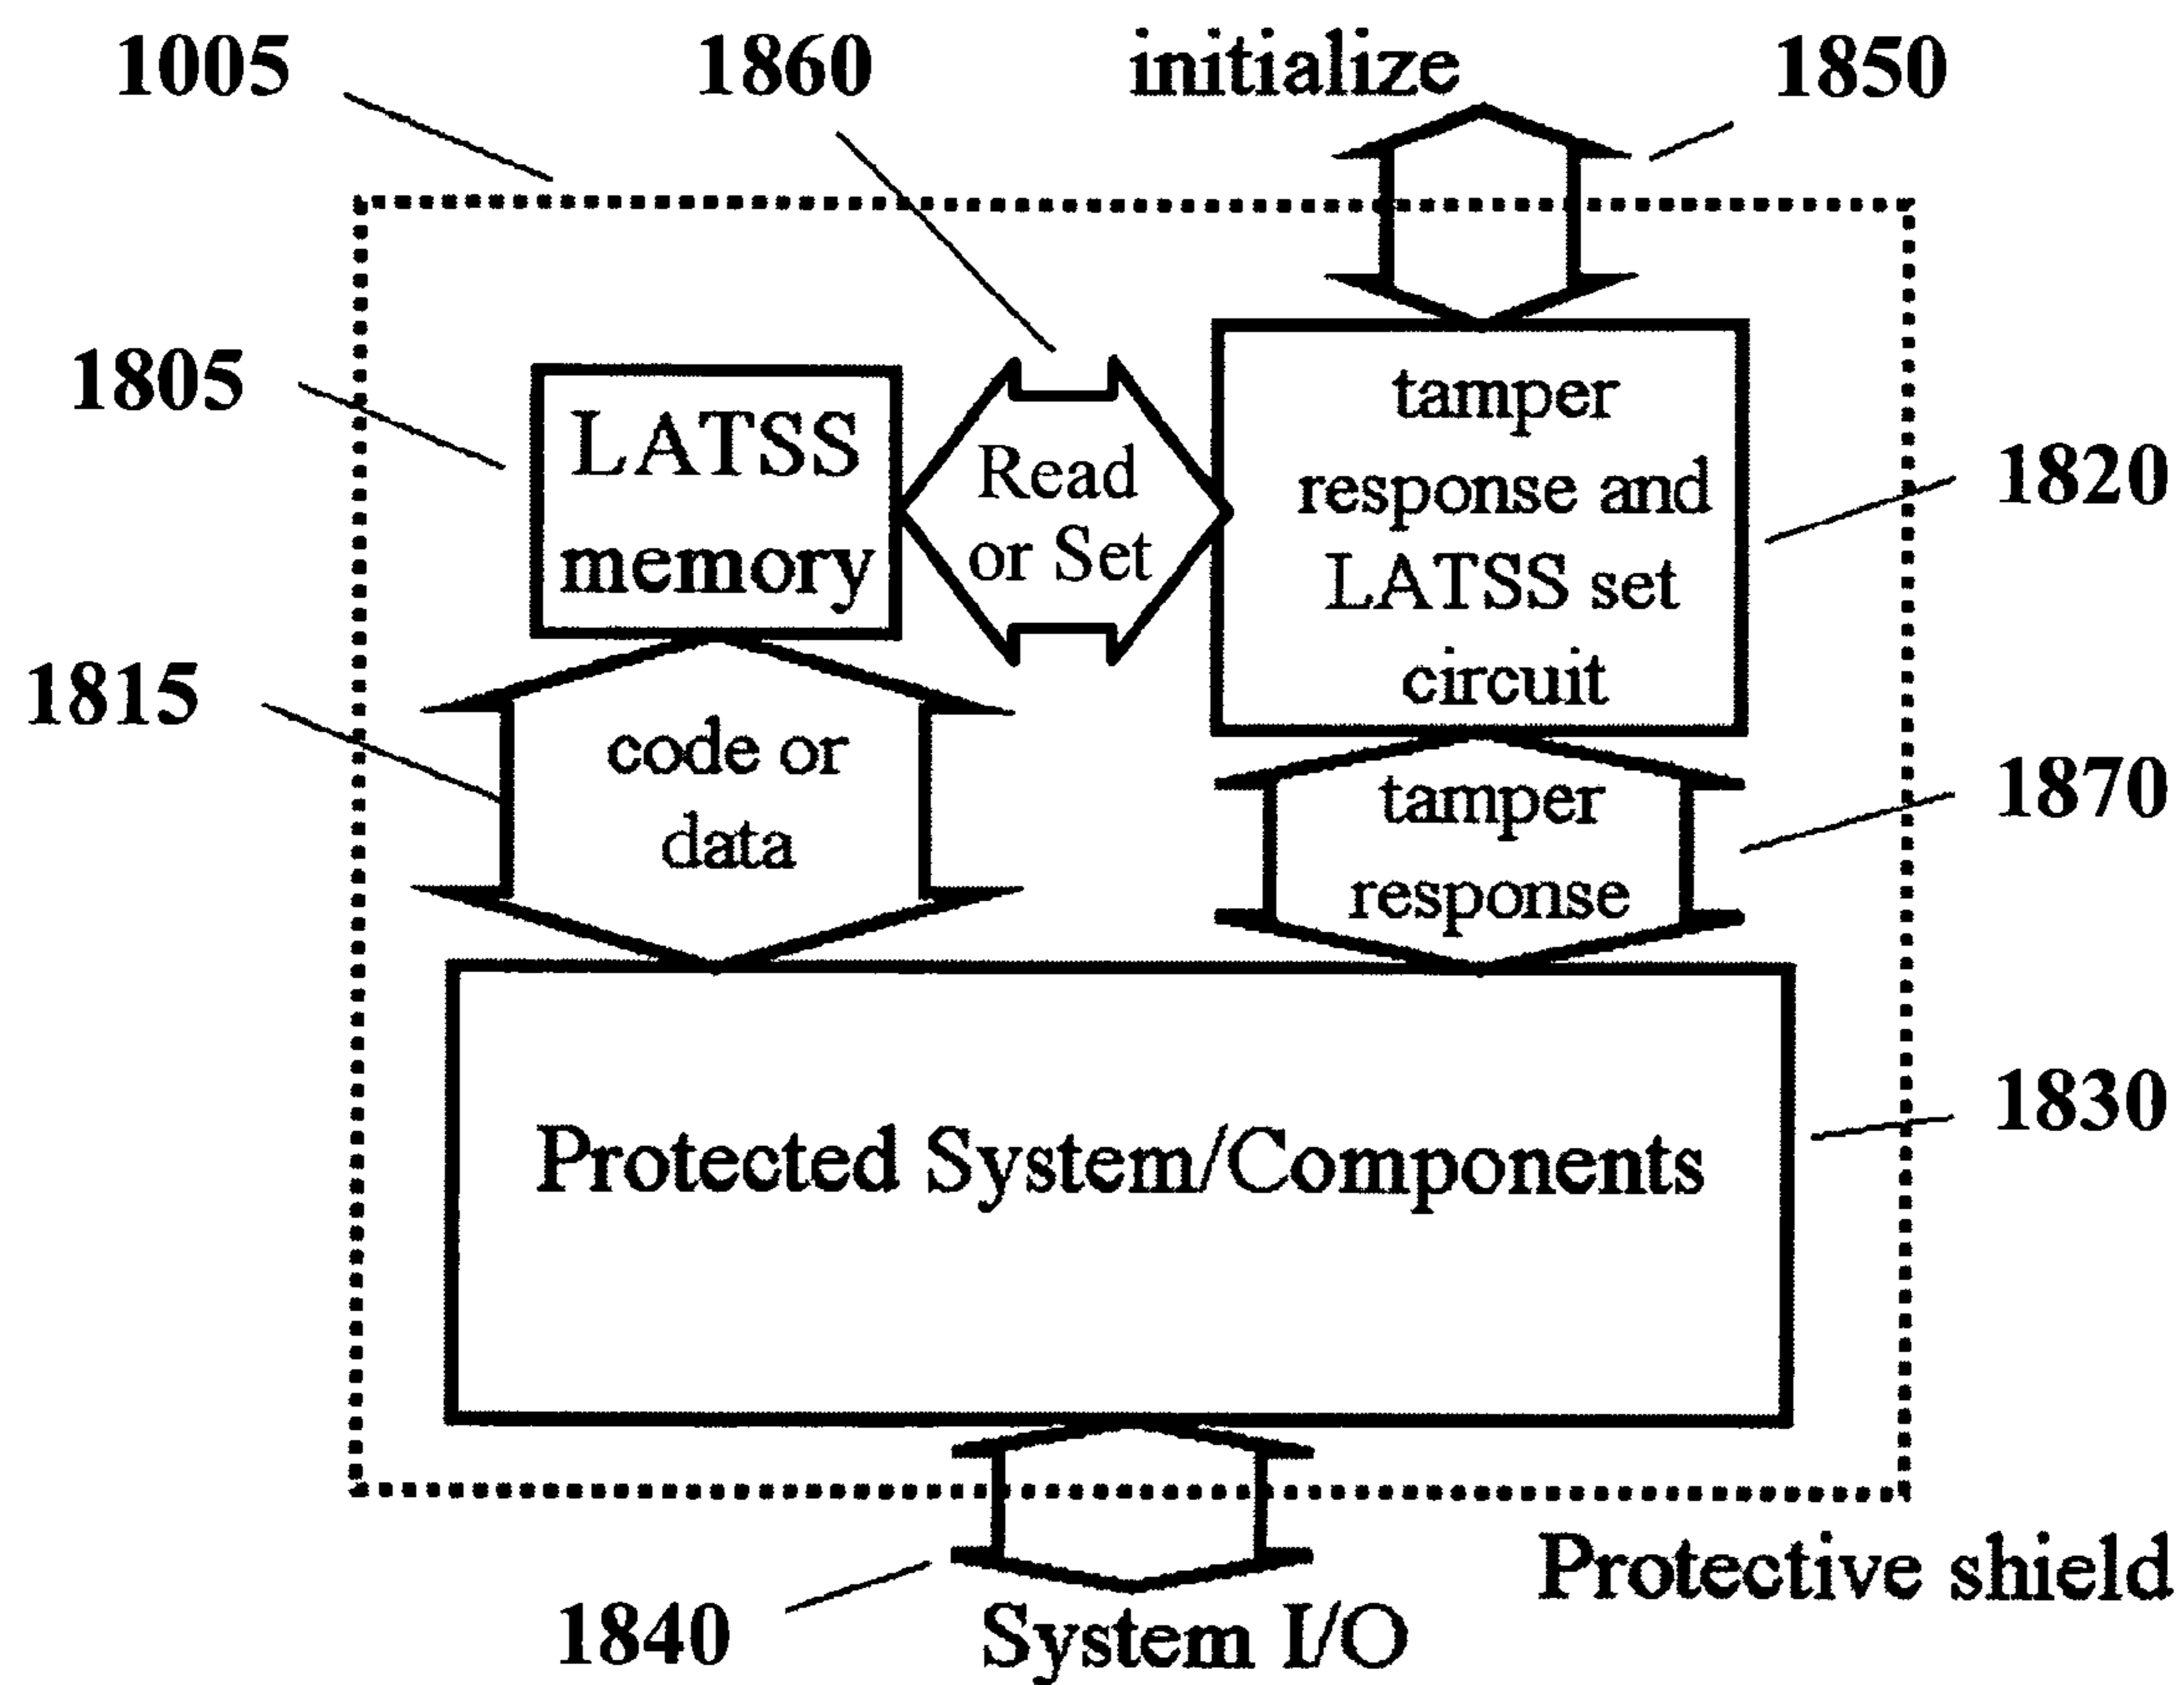 1005
1860
initialize
1850
1805
LATSS
memory
Read
or Set
tamper
response and
LATSS set
circuit
1820
1815
code or
data
tamper
response
1870
Protected System/Components
1830
Protective shield
1840
System I/O